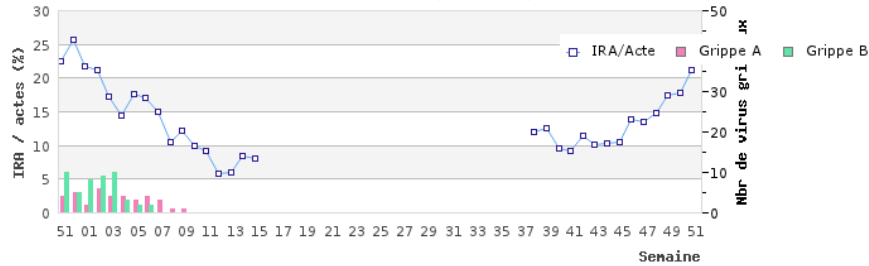 30
25
20
15
10
5
0
IRA / actes (%)
50
30
20
10
0
Nbr de virus gri ux
IRA/Acte Grippe A Grippe B
51 01 03 05 07 09 11 13 15 17 19 21 23 25 27 29 31 33 35 37 39 41 43 45 47 49 51
Semaine